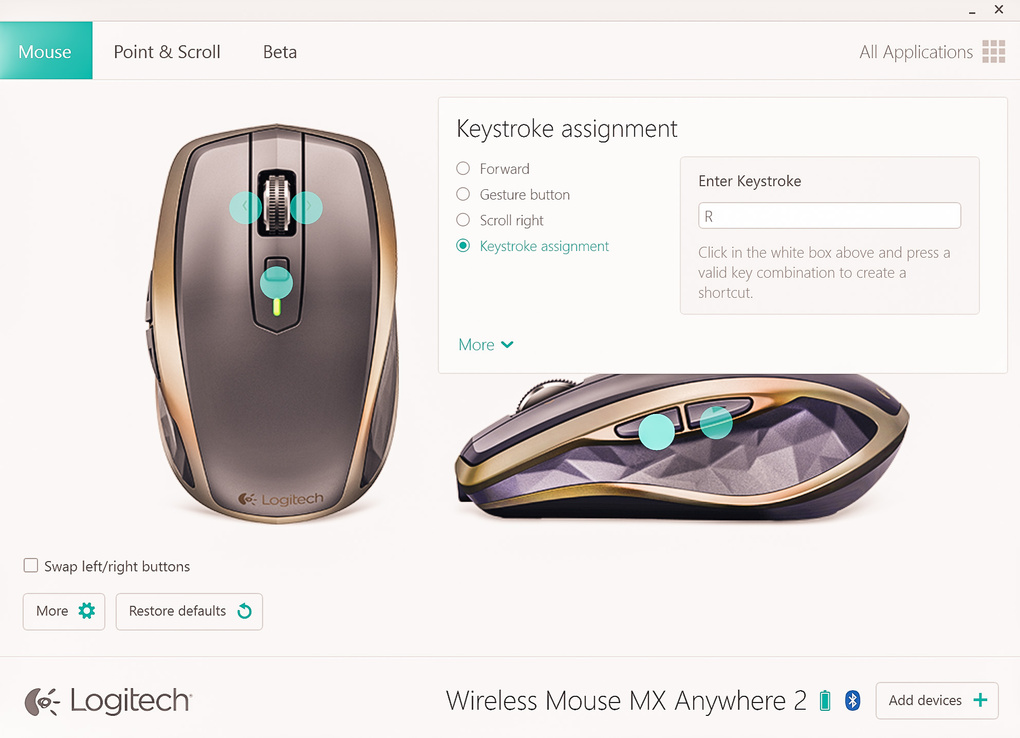 Mouse
Point & Scroll
Beta
All Applications
Keystroke assignment
Forward
Gesture button
Scroll right
Keystroke assignment
Enter Keystroke
R
Click in the white box above and press a
valid key combination to create a
shortcut.
More
Logitech
Swap left/right buttons
More
Restore defaults
Logitech
Wireless Mouse MX Anywhere 2
Add devices